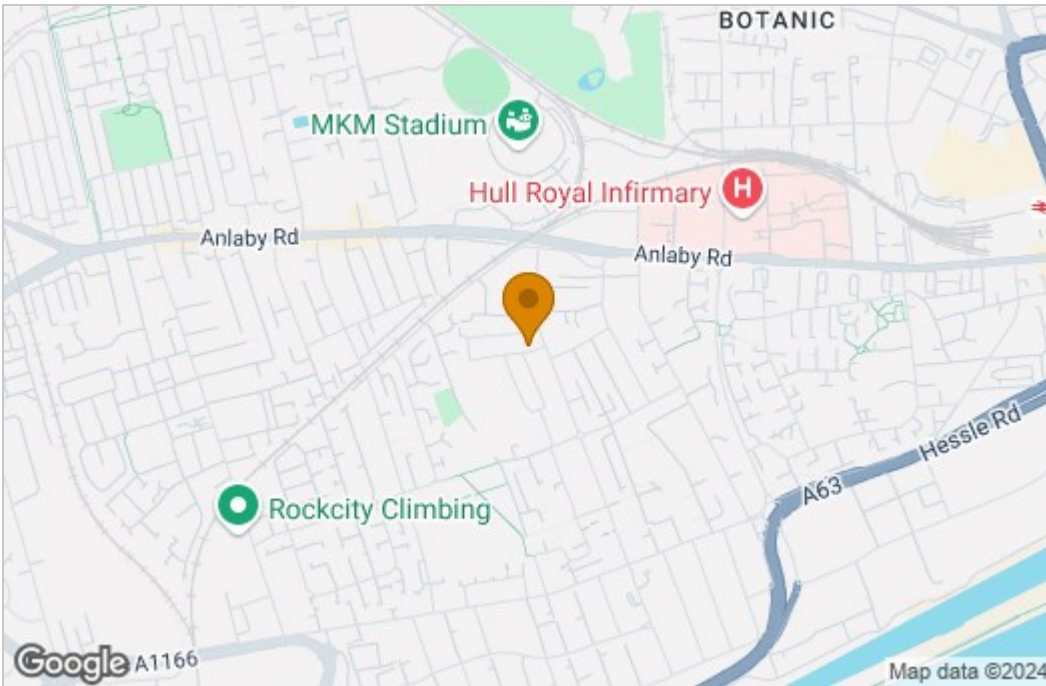 BOTANIC
MKM Stadium
Hull Royal Infirmary
H
Anlaby Rd
Anlaby Rd
Hessle Rd
A63
Rockcity Climbing
Google
A1166
Map data ©2024